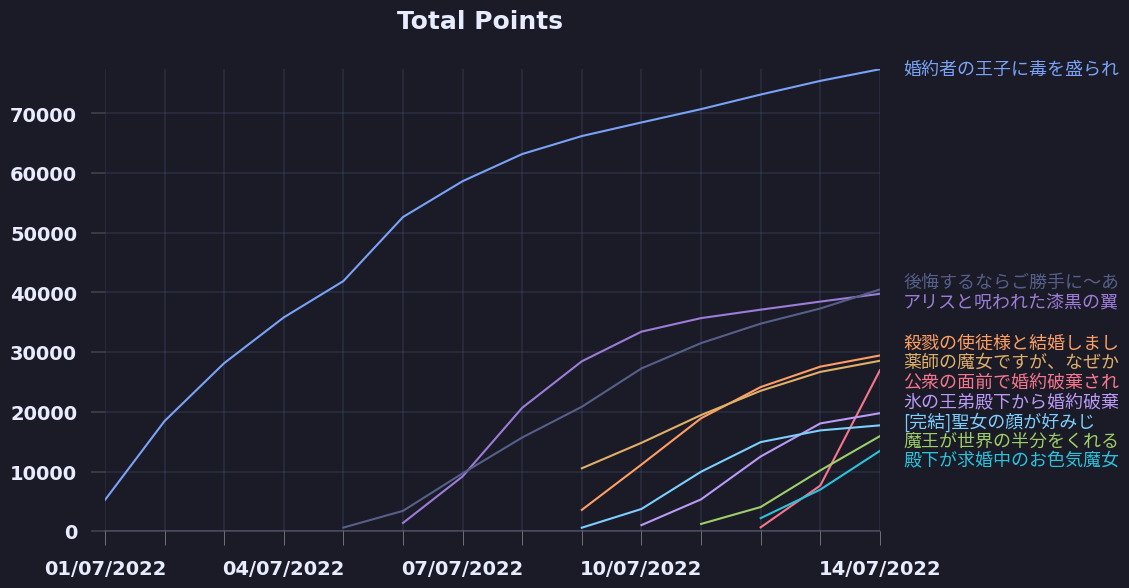 Total Points
婚約者の王子に毒を盛られ
70000
60000
50000
40000
30000
20000
10000
0
後悔するならご勝手に～あ
アリスと呪われた漆黒の翼
殺戮の使徒様と結婚しまし
薬師の魔女ですが、なぜか
公衆の面前で婚約破棄され
氷の王弟殿下から婚約破棄
[完結]聖女の顔が好みじ
魔王が世界の半分をくれる
殿下が求婚中のお色気魔女
01/07/2022
04/07/2022
07/07/2022
10/07/2022
14/07/2022